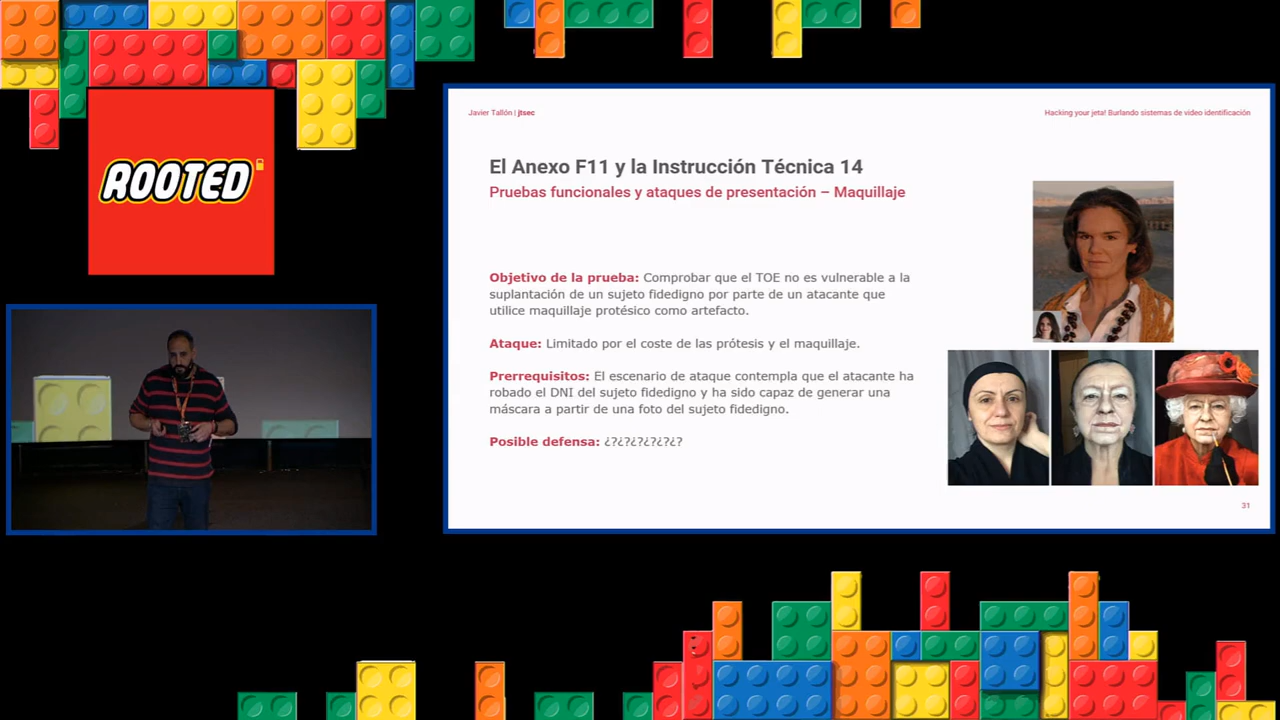 ROOTED
Javier Tallón | jtsec
Hacking your jeta! Burlando sistemas de video identificación
El Anexo F11 y la Instrucción Técnica 14
Pruebas funcionales y ataques de presentación – Maquillaje
Objetivo de la prueba: Comprobar que el TOE no es vulnerable a la
suplantación de un sujeto fidedigno por parte de un atacante que
utilice maquillaje protésico como artefacto.
Ataque: Limitado por el coste de las prótesis y el maquillaje.
Prerrequisitos: El escenario de ataque contempla que el atacante ha
robado el DNI del sujeto fidedigno y ha sido capaz de generar una
máscara a partir de una foto del sujeto fidedigno.
Posible defensa: ¿?¿?¿?¿?¿?¿?
31